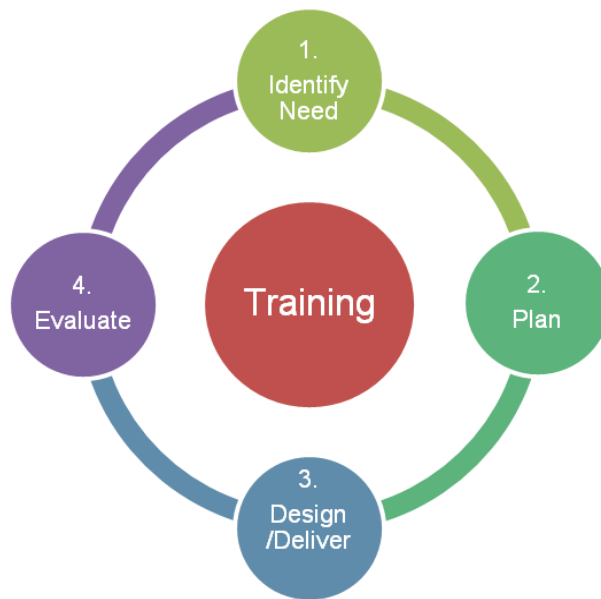 1.
Identify
Need
2.
Plan
3.
Design
/Deliver
4.
Evaluate
Training